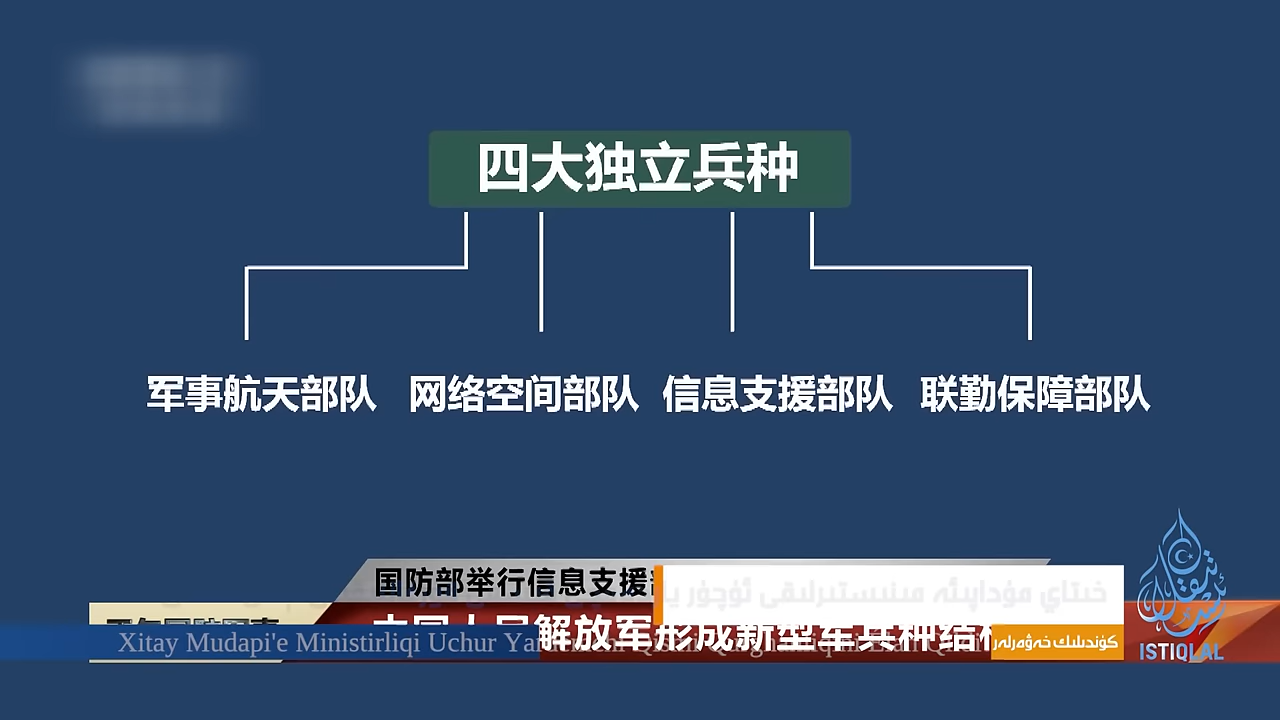 四大独立兵种
军事航天部队 网络空间部队 信息支援部队 联勤保障部队
国防部举行信息支援
خىتاي مۇداپىئە مىنىستىرلىقى ئۇچۇر
解放军形成新型军兵种结构
Xitay Mudapi'e Ministirliqi Uchur
كۈندىلىك خەۋەرلەر
ISTIQLAL